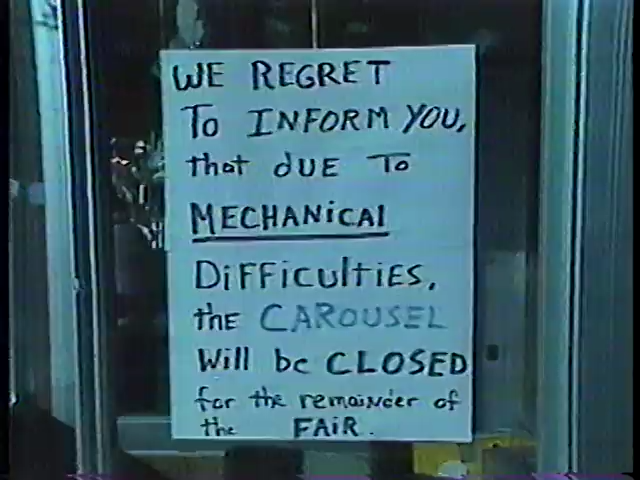 WE REGRET
To INFORM YOU,
that dUE To
MECHANiCAl
DiFFiCUlTiES,
the CAROUSEL
Will be CLOSED
for the remaiNder of
the FAiR.